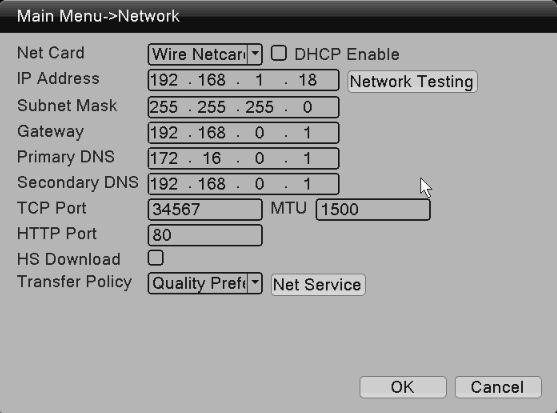 Main Menu->Network
Net Card Wire Netcar DHCP Enable
IP Address 192 . 168 . 1 . 18 Network Testing
Subnet Mask 255 . 255 . 255 . 0
Gateway 192 . 168 . 0 . 1
Primary DNS 172 . 16 . 0 . 1
Secondary DNS 192 . 168 . 0 . 1
TCP Port 34567 MTU 1500
HTTP Port 80
HS Download
Transfer Policy Quality Pref Net Service
OK Cancel